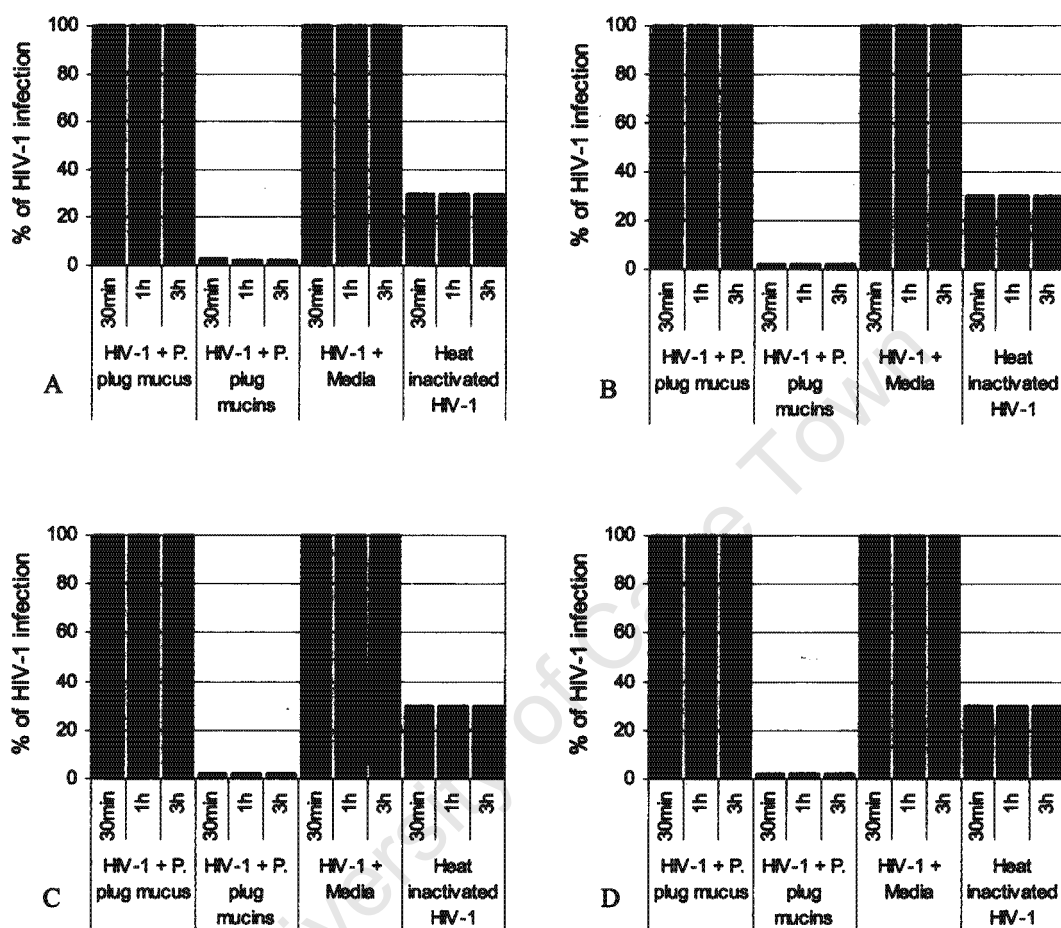 % of HIV-1 infection
100
80
60
40
20
0
30min 1h 3h 30min 1h 3h 30min 1h 3h 30min 1h 3h
HIV-1 + P. HIV-1 + P. HIV-1 + Heat
plug mucus plug Media inactivated
mucins HIV-1
A
% of HIV-1 infection
100
80
60
40
20
0
30min 1h 3h 30min 1h 3h 30min 1h 3h 30min 1h 3h
HIV-1 + P. HIV-1 + P. HIV-1 + Heat
plug mucus plug Media inactivated
mucins HIV-1
B
% of HIV-1 infection
100
80
60
40
20
0
30min 1h 3h 30min 1h 3h 30min 1h 3h 30min 1h 3h
HIV-1 + P. HIV-1 + P. HIV-1 + Heat
plug mucus plug Media inactivated
mucins HIV-1
C
% of HIV-1 infection
100
80
60
40
20
0
30min 1h 3h 30min 1h 3h 30min 1h 3h 30min 1h 3h
HIV-1 + P. HIV-1 + P. HIV-1 + Heat
plug mucus plug Media inactivated
mucins HIV-1
D
versity of Cape Town